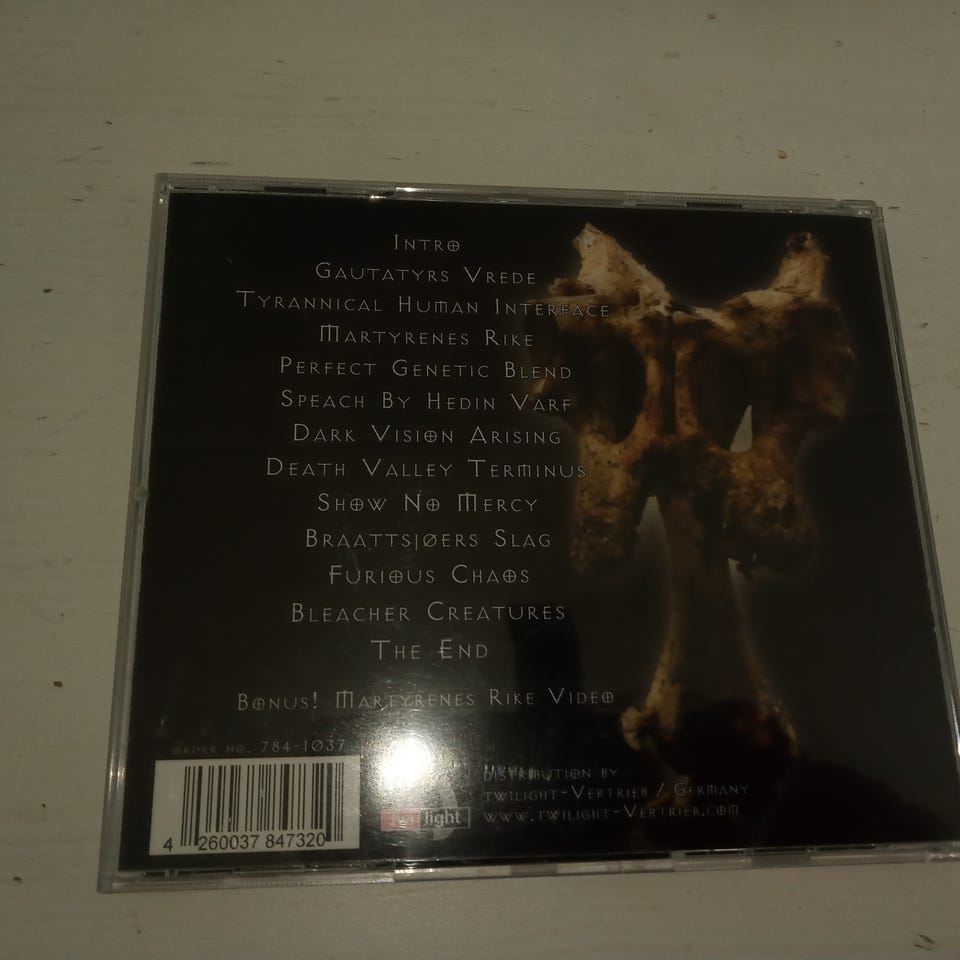 Intro
Gautatyrs Vrede
Tyrannical Human Interface
Martyrenes Rike
Perfect Genetic Blend
Speach By Hedin Varf
Dark Vision Arising
Death Valley Terminus
Show No Mercy
Braattsjøers Slag
Furious Chaos
Bleacher Creatures
The End
Bonus! Martyrenes Rike Video
order no. 784-1037
4 260037 847320
light
Distribution by
Twilight-Vertrieb / Germany
www.Twilight-Vertrieb.com